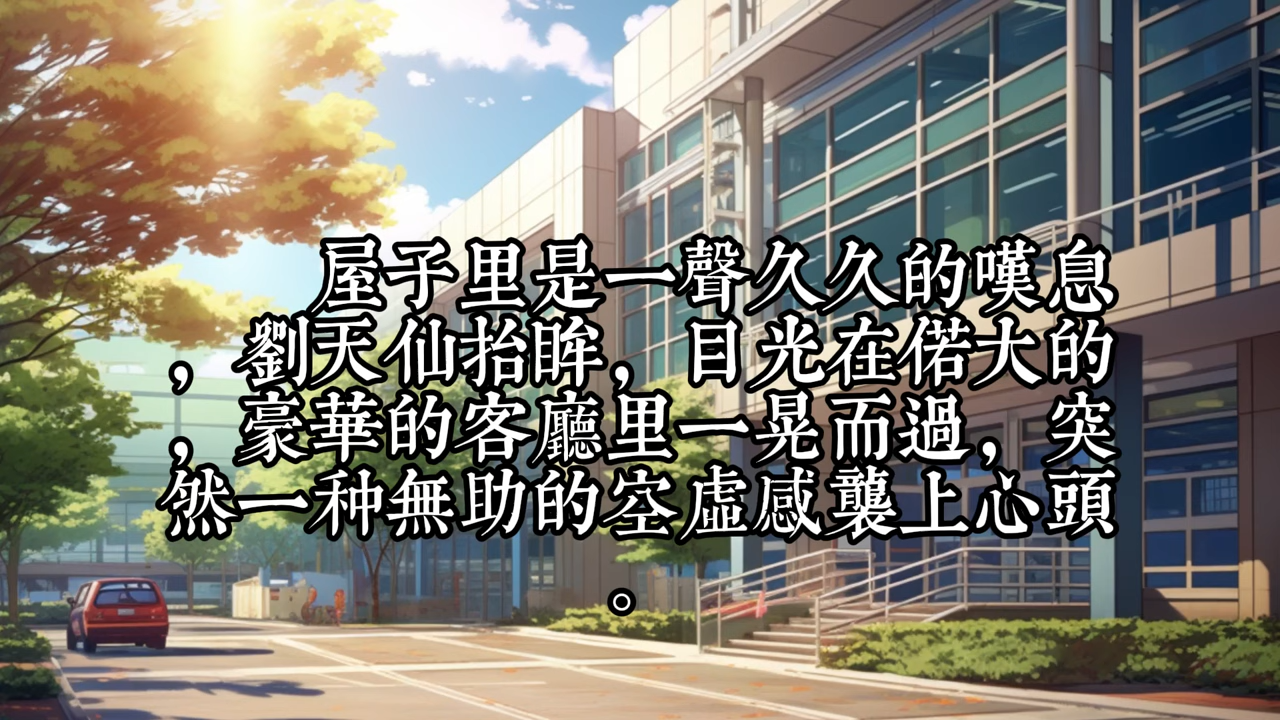 屋子里是一聲久久的嘆息
，劉天仙抬眸，目光在偌大的
，豪華的客廳里一晃而過，突
然一种無助的空虛感襲上心頭
。